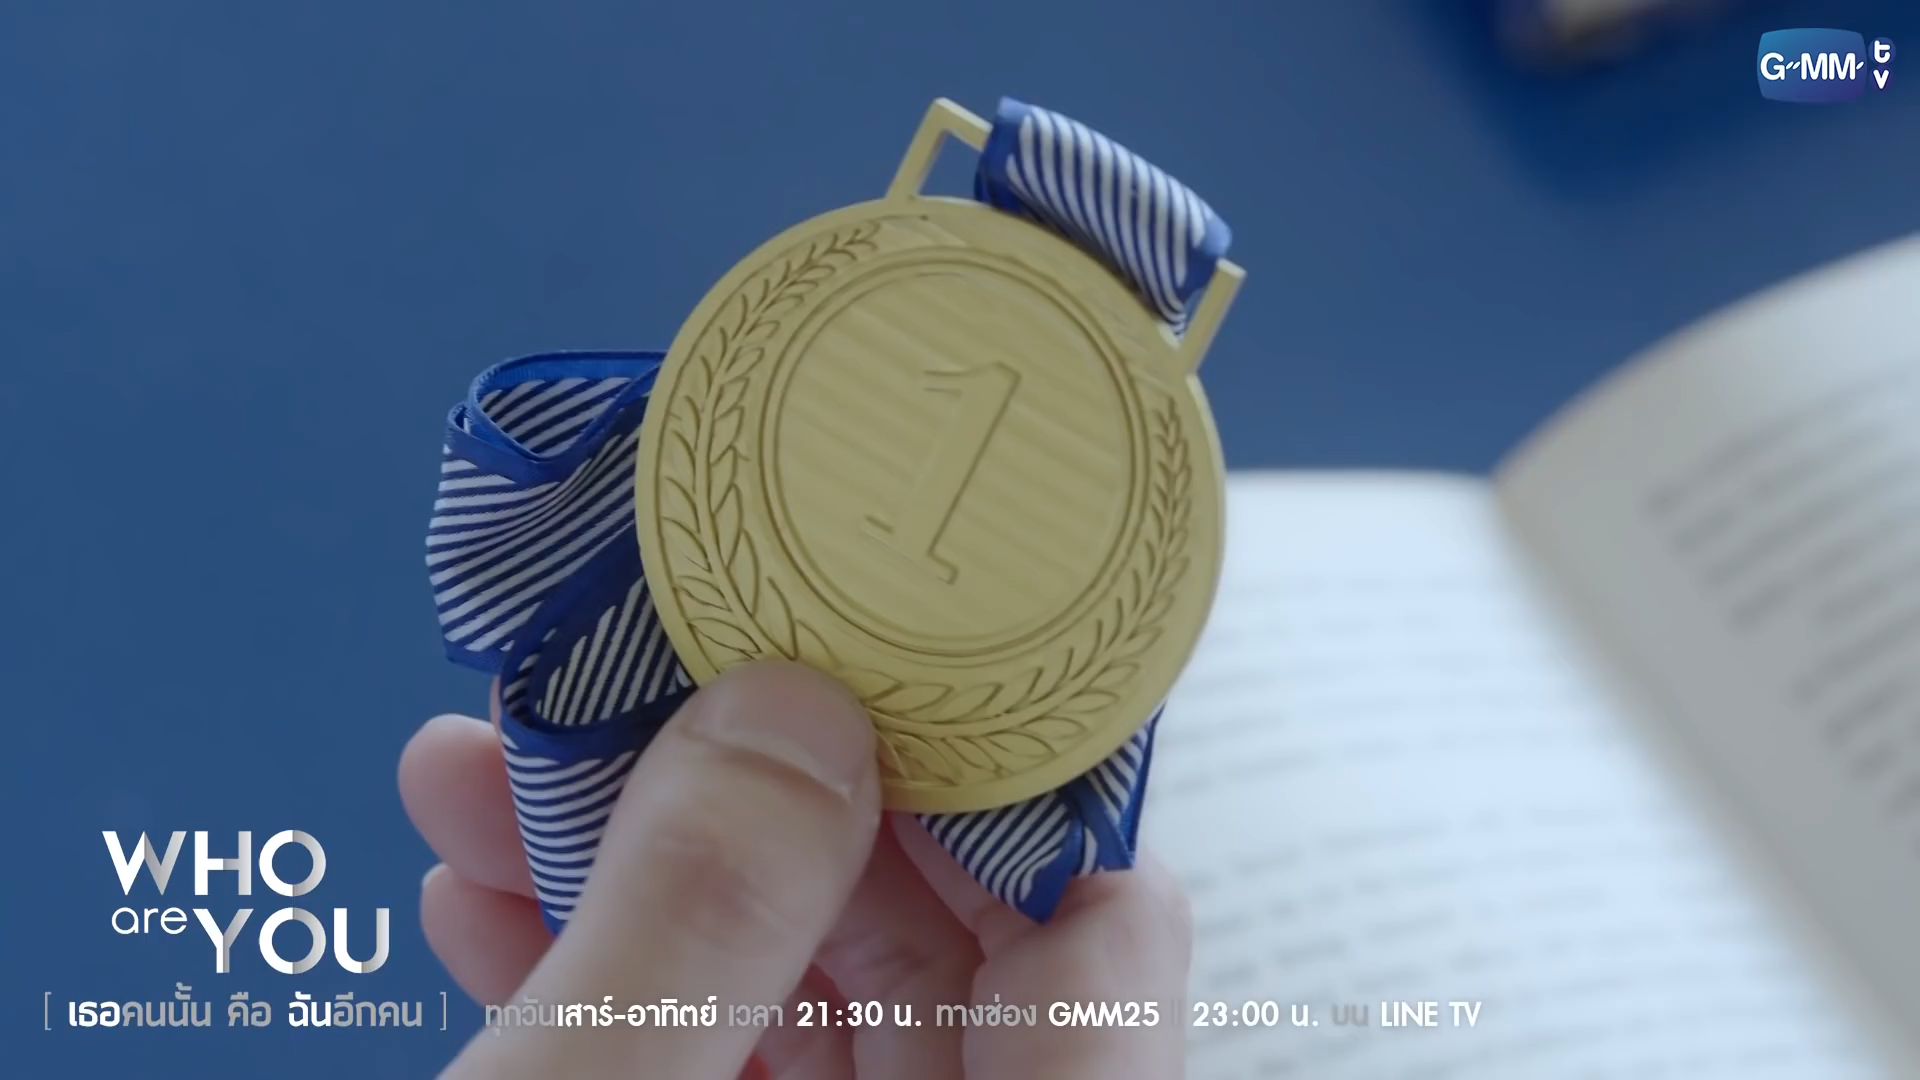 G-MM-tv
1
WHO
are YOU
[ เธอคนนั้น คือ ฉันอีกคน ]
ทุกวันเสาร์-อาทิตย์ เวลา 21:30 น. ทางช่อง GMM25 | 23:00 น. บน LINE TV